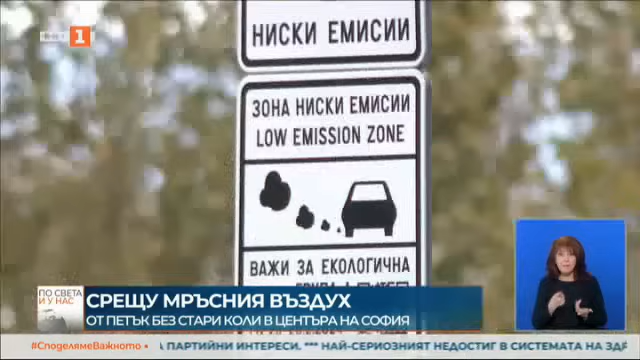 БНТ 1
НИСКИ ЕМИСИИ
ЗОНА НИСКИ ЕМИСИИ
LOW EMISSION ZONE
ВАЖИ ЗА ЕКОЛОГИЧНА
ПО СВЕТА
И У НАС
СРЕЩУ МРЪСНИЯ ВЪЗДУХ
ОТ ПЕТЪК БЕЗ СТАРИ КОЛИ В ЦЕНТЪРА НА СОФИЯ
#СподелямеВажното А ПАРТИЙНИ ИНТЕРЕСИ. *** НАЙ-СЕРИОЗНИЯТ НЕДОСТИГ В СИСТЕМАТА НА ЗД